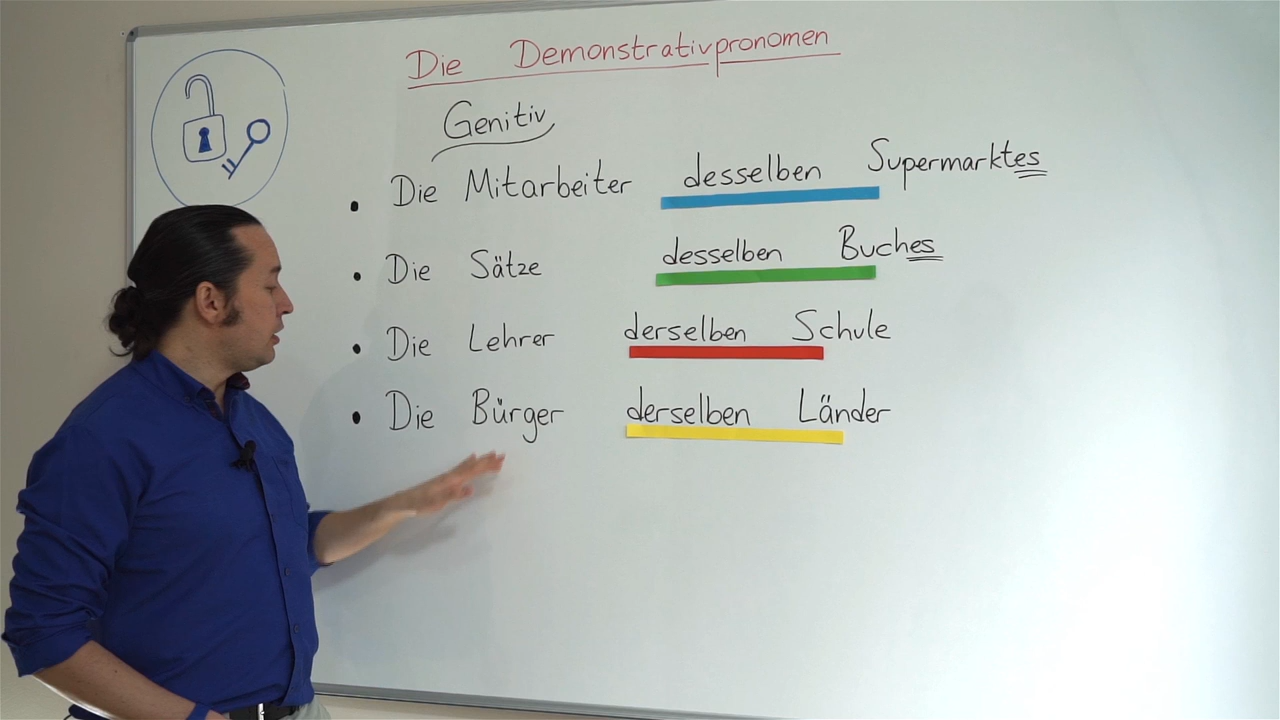 Die Demonstrativpronomen
Genitiv
• Die Mitarbeiter desselben Supermarktes
• Die Sätze desselben Buches
• Die Lehrer derselben Schule
• Die Bürger derselben Länder